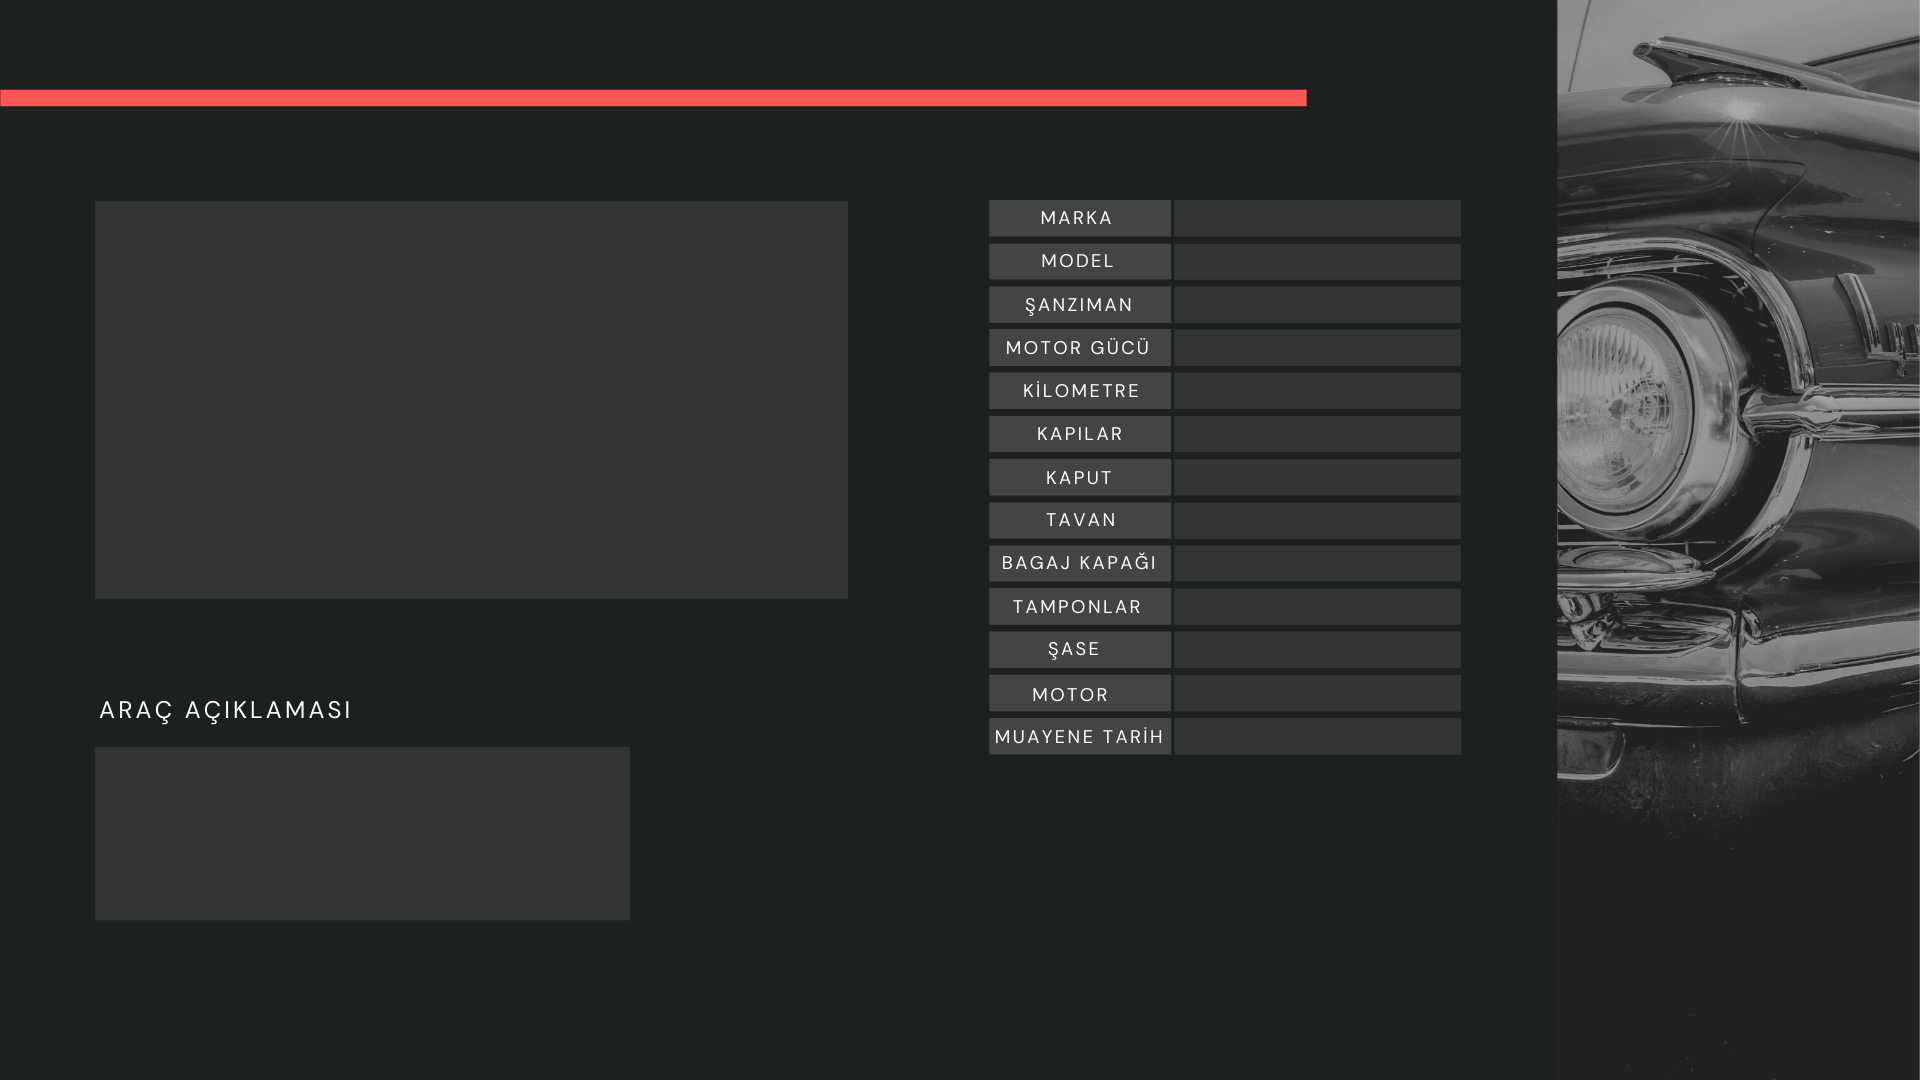 MARKA
MODEL
ŞANZIMAN
MOTOR GÜCÜ
KİLOMETRE
KAPILAR
KAPUT
TAVAN
BAGAJ KAPAĞI
TAMPONLAR
ŞASE
MOTOR
MUAYENE TARİH
ARAÇ AÇIKLAMASI